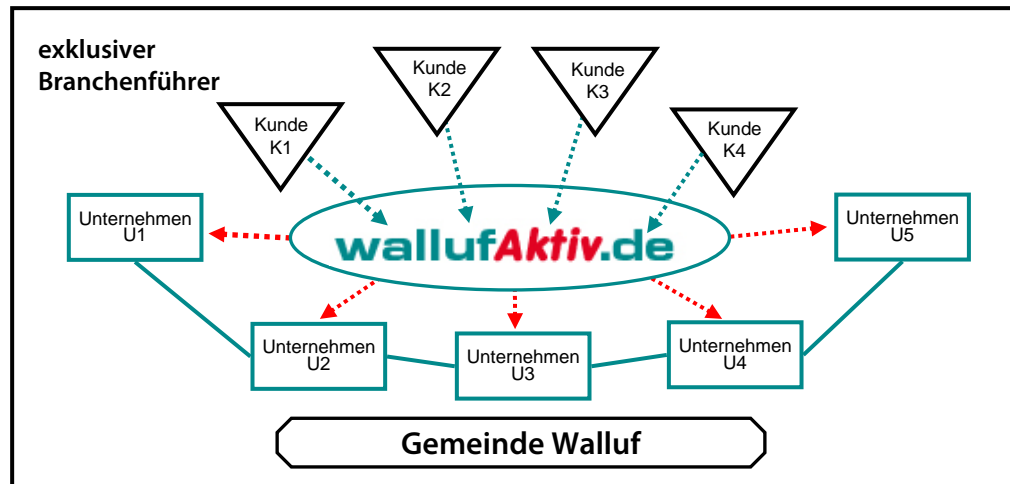 exklusiver
Branchenführer
Kunde
K1
Kunde
K2
Kunde
K3
Kunde
K4
wallufAktiv.de
Unternehmen
U1
Unternehmen
U2
Unternehmen
U3
Unternehmen
U4
Unternehmen
U5
Gemeinde Walluf